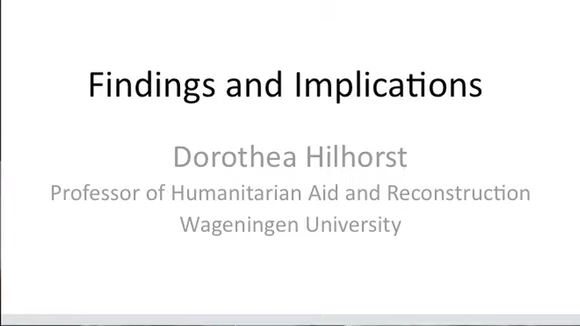 Findings and Implications
Dorothea Hilhorst
Professor of Humanitarian Aid and Reconstruction
Wageningen University